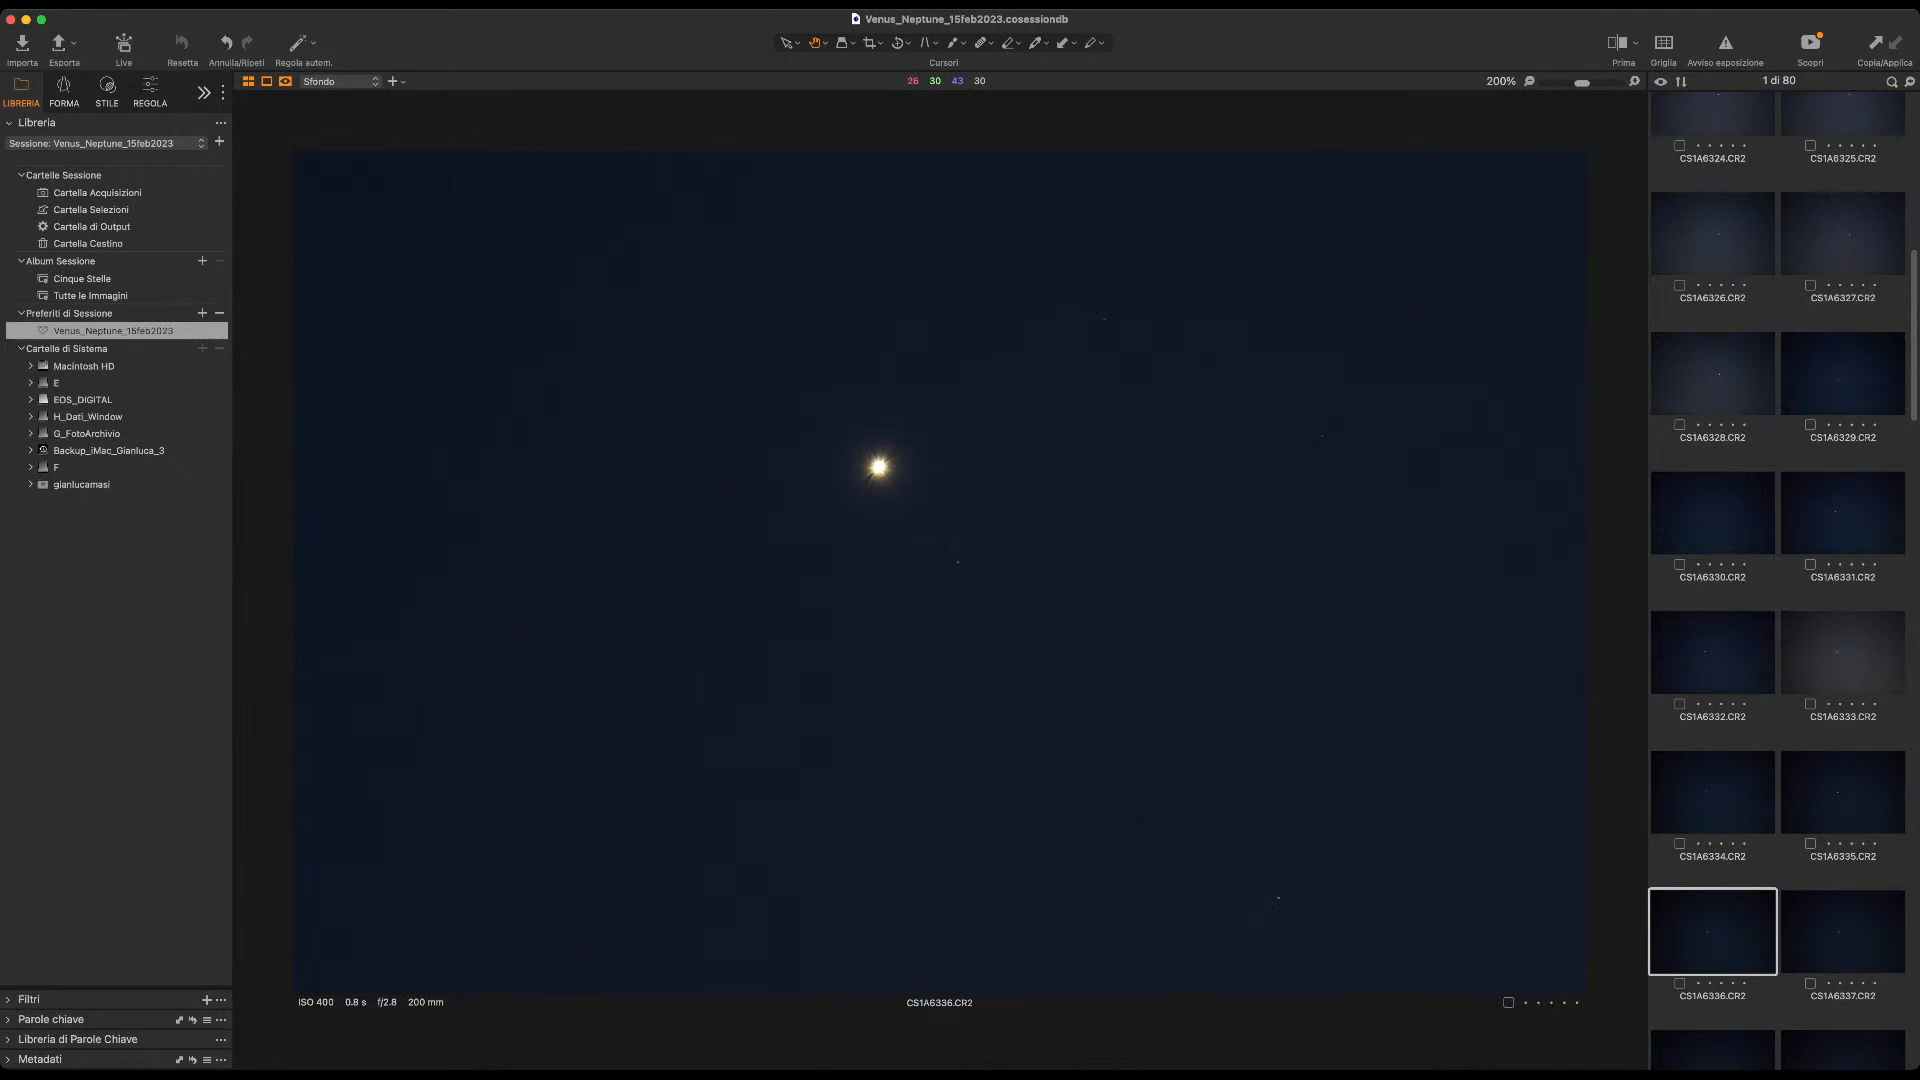 Venus_Neptune_15feb2023.cosessiondb
Importa
Esporta
Live
Resetta
Annulla/Ripeti
Regola autom.
Cursori
Prima
Griglia
Avviso esposizione
Scopri
Copia/Applica
LIBRERIA
FORMA
STILE
REGOLA
Sfondo
26 30 43 30
200%
1 di 80
Libreria
Sessione: Venus_Neptune_15feb2023
Cartelle Sessione
Cartella Acquisizioni
Cartella Selezioni
Cartella di Output
Cartella Cestino
Album Sessione
Cinque Stelle
Tutte le Immagini
Preferiti di Sessione
Venus_Neptune_15feb2023
Cartelle di Sistema
Macintosh HD
E
EOS_DIGITAL
H_Dati_Window
G_FotoArchivio
Backup_iMac_Gianluca_3
F
gianlucamasi
Filtri
Parole chiave
Libreria di Parole Chiave
Metadati
ISO 400 0.8 s f/2.8 200 mm
CS1A6336.CR2
CS1A6324.CR2
CS1A6325.CR2
CS1A6326.CR2
CS1A6327.CR2
CS1A6328.CR2
CS1A6329.CR2
CS1A6330.CR2
CS1A6331.CR2
CS1A6332.CR2
CS1A6333.CR2
CS1A6334.CR2
CS1A6335.CR2
CS1A6336.CR2
CS1A6337.CR2